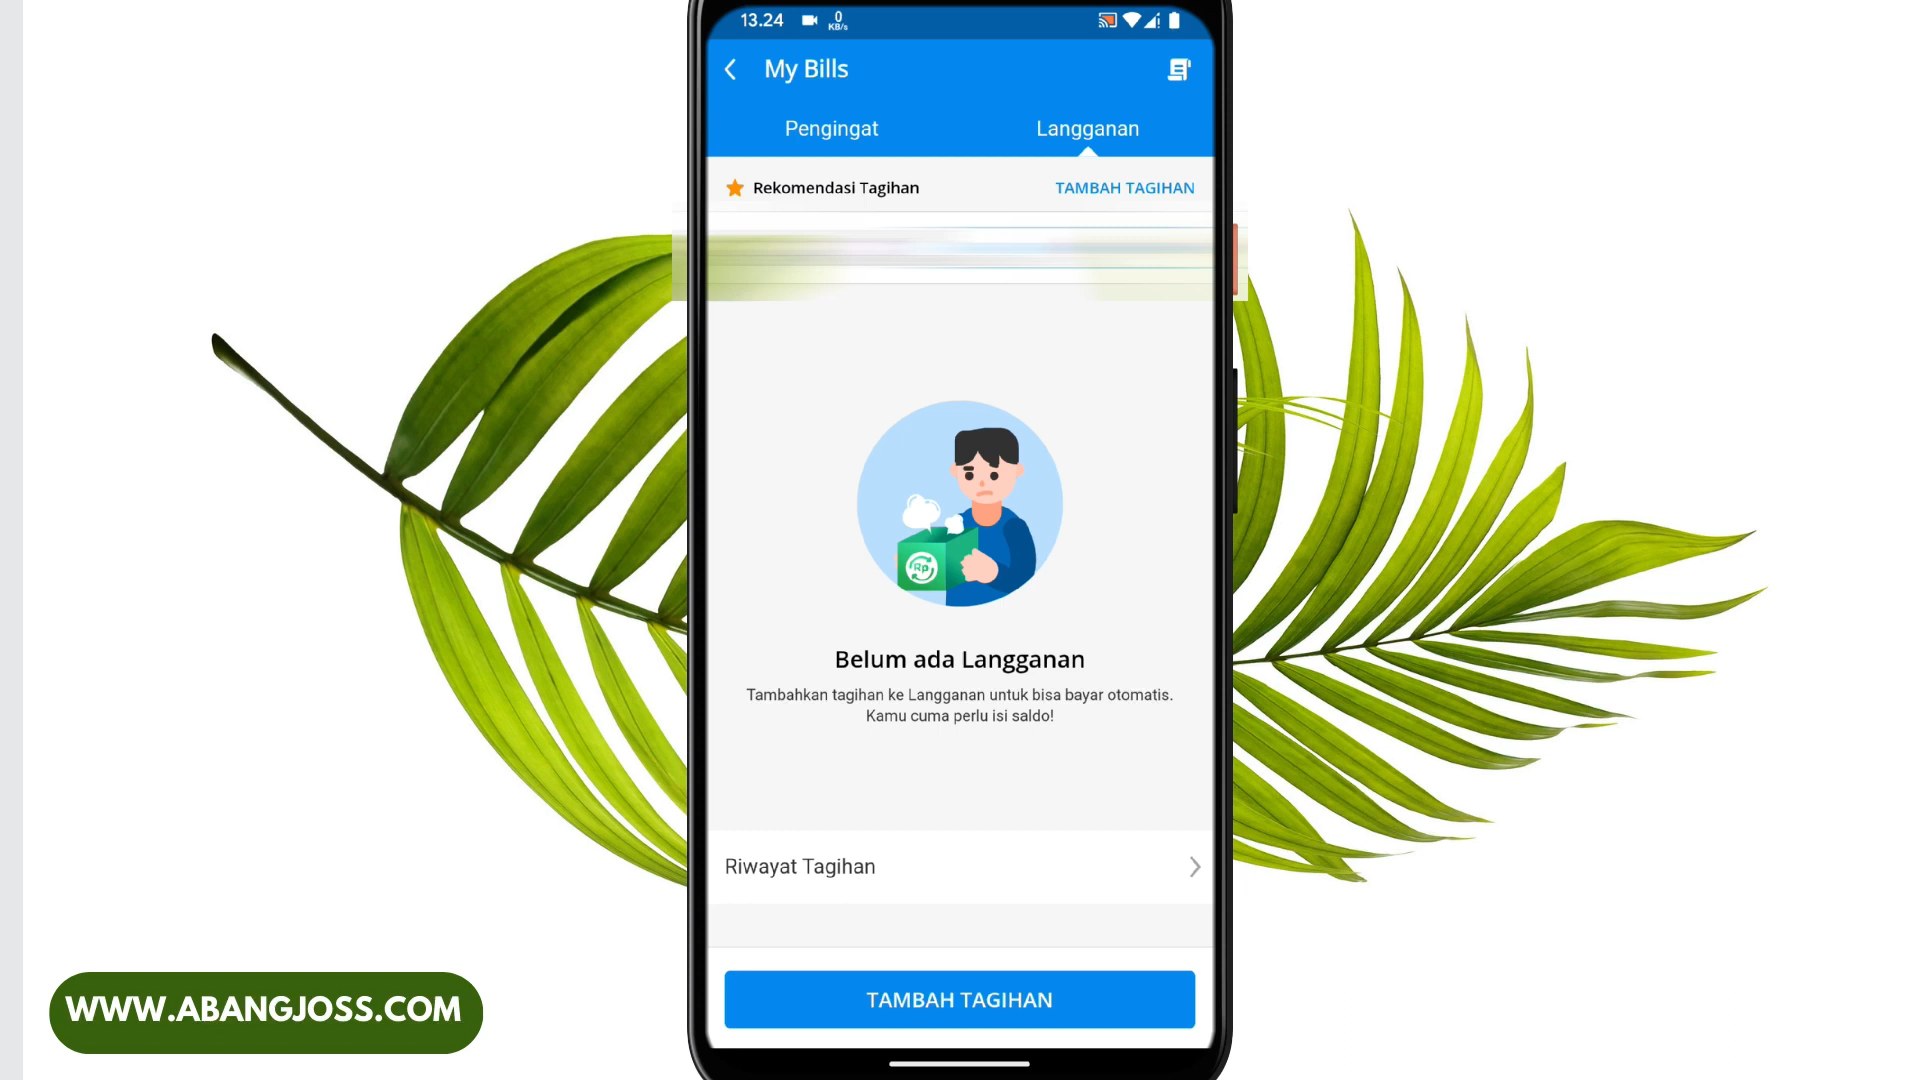 13.24
0
KB/s
My Bills
Pengingat
Langganan
Rekomendasi Tagihan
TAMBAH TAGIHAN
Rp
Belum ada Langganan
Tambahkan tagihan ke Langganan untuk bisa bayar otomatis.
Kamu cuma perlu isi saldo!
Riwayat Tagihan
TAMBAH TAGIHAN
WWW.ABANGJOSS.COM